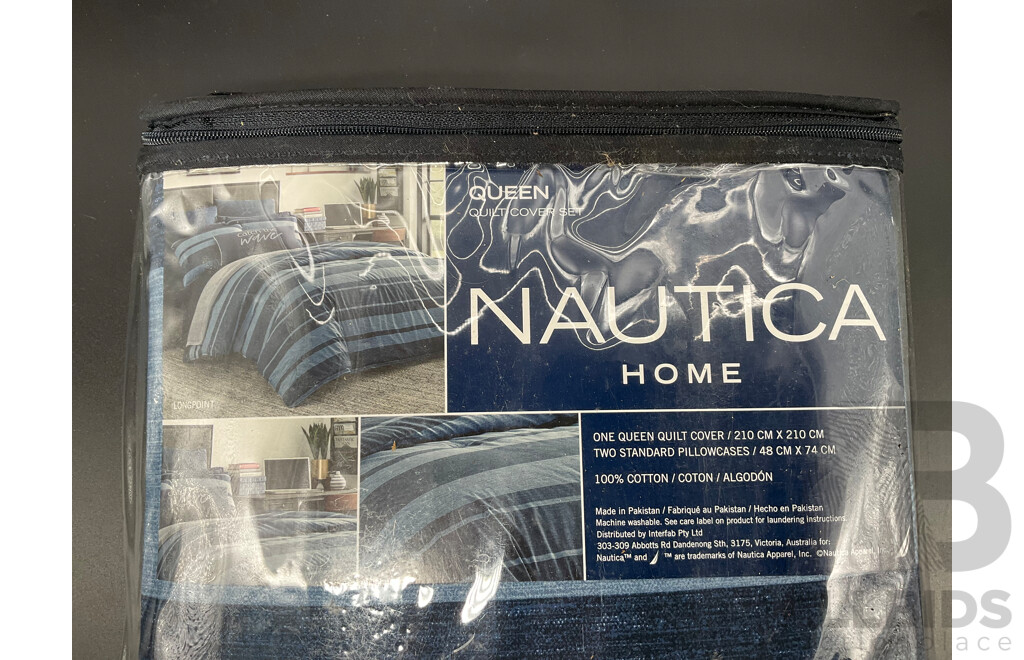 QUEEN
QUILT COVER SET
NAUTICA
HOME
wave
LONGPOINT
ONE QUEEN QUILT COVER / 210 CM X 210 CM
TWO STANDARD PILLOWCASES / 48 CM X 74 CM
100% COTTON / COTON / ALGODÓN
Made in Pakistan / Fabriqué au Pakistan / Hecho en Pakistan
Machine washable. See care label on product for laundering instructions.
Distributed by Interfab Pty Ltd
303-309 Abbotts Rd Dandenong Sth, 3175, Victoria, Australia for:
Nautica™ and ™ are trademarks of Nautica Apparel, Inc. ©Nautica Apparel, Inc.
B
place